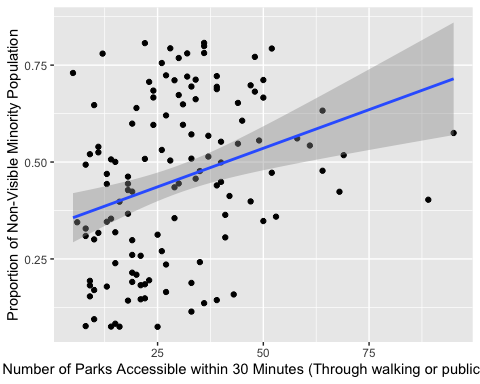 Proportion of Non-Visible Minority Population
0.75
0.50
0.25
25 50 75
Number of Parks Accessible within 30 Minutes (Through walking or public